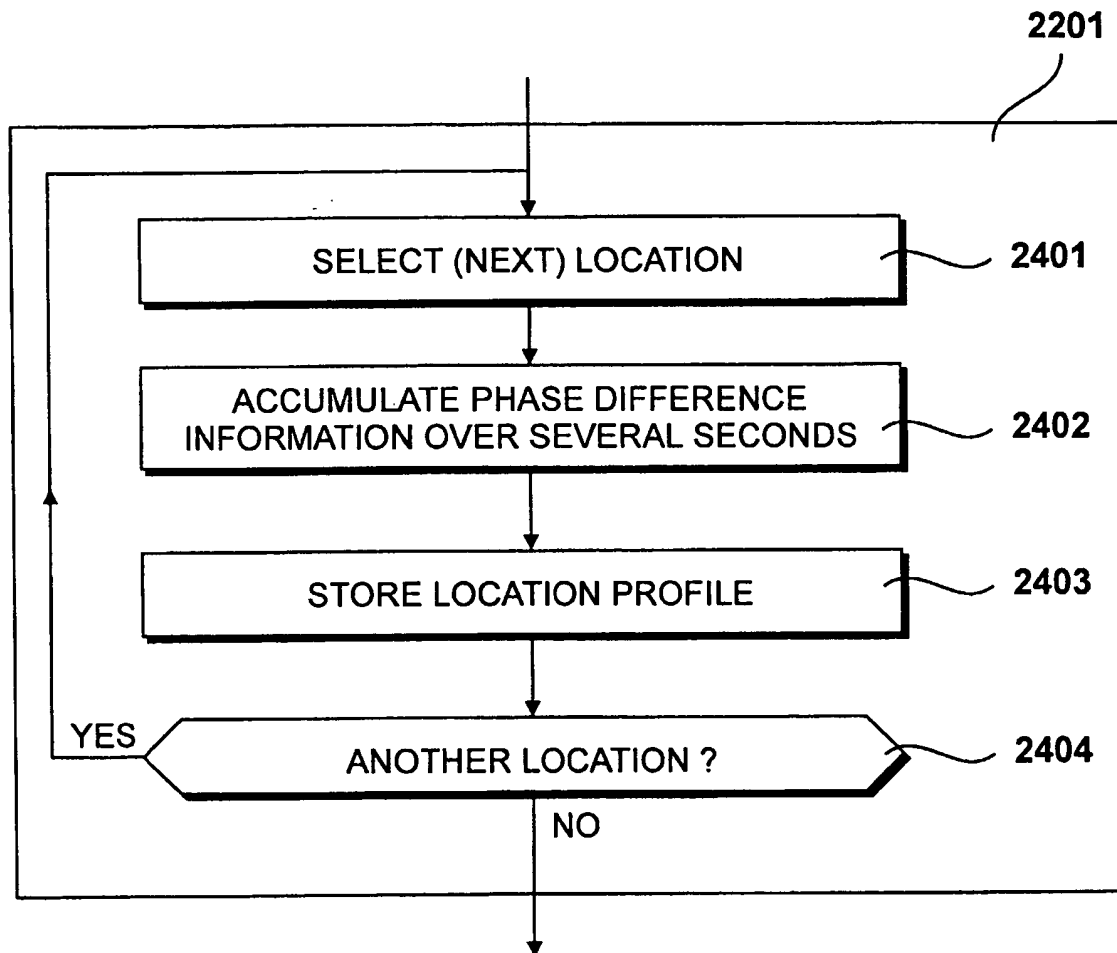 2201
SELECT (NEXT) LOCATION
2401
ACCUMULATE PHASE DIFFERENCE
INFORMATION OVER SEVERAL SECONDS
2402
STORE LOCATION PROFILE
2403
YES
ANOTHER LOCATION ?
2404
NO